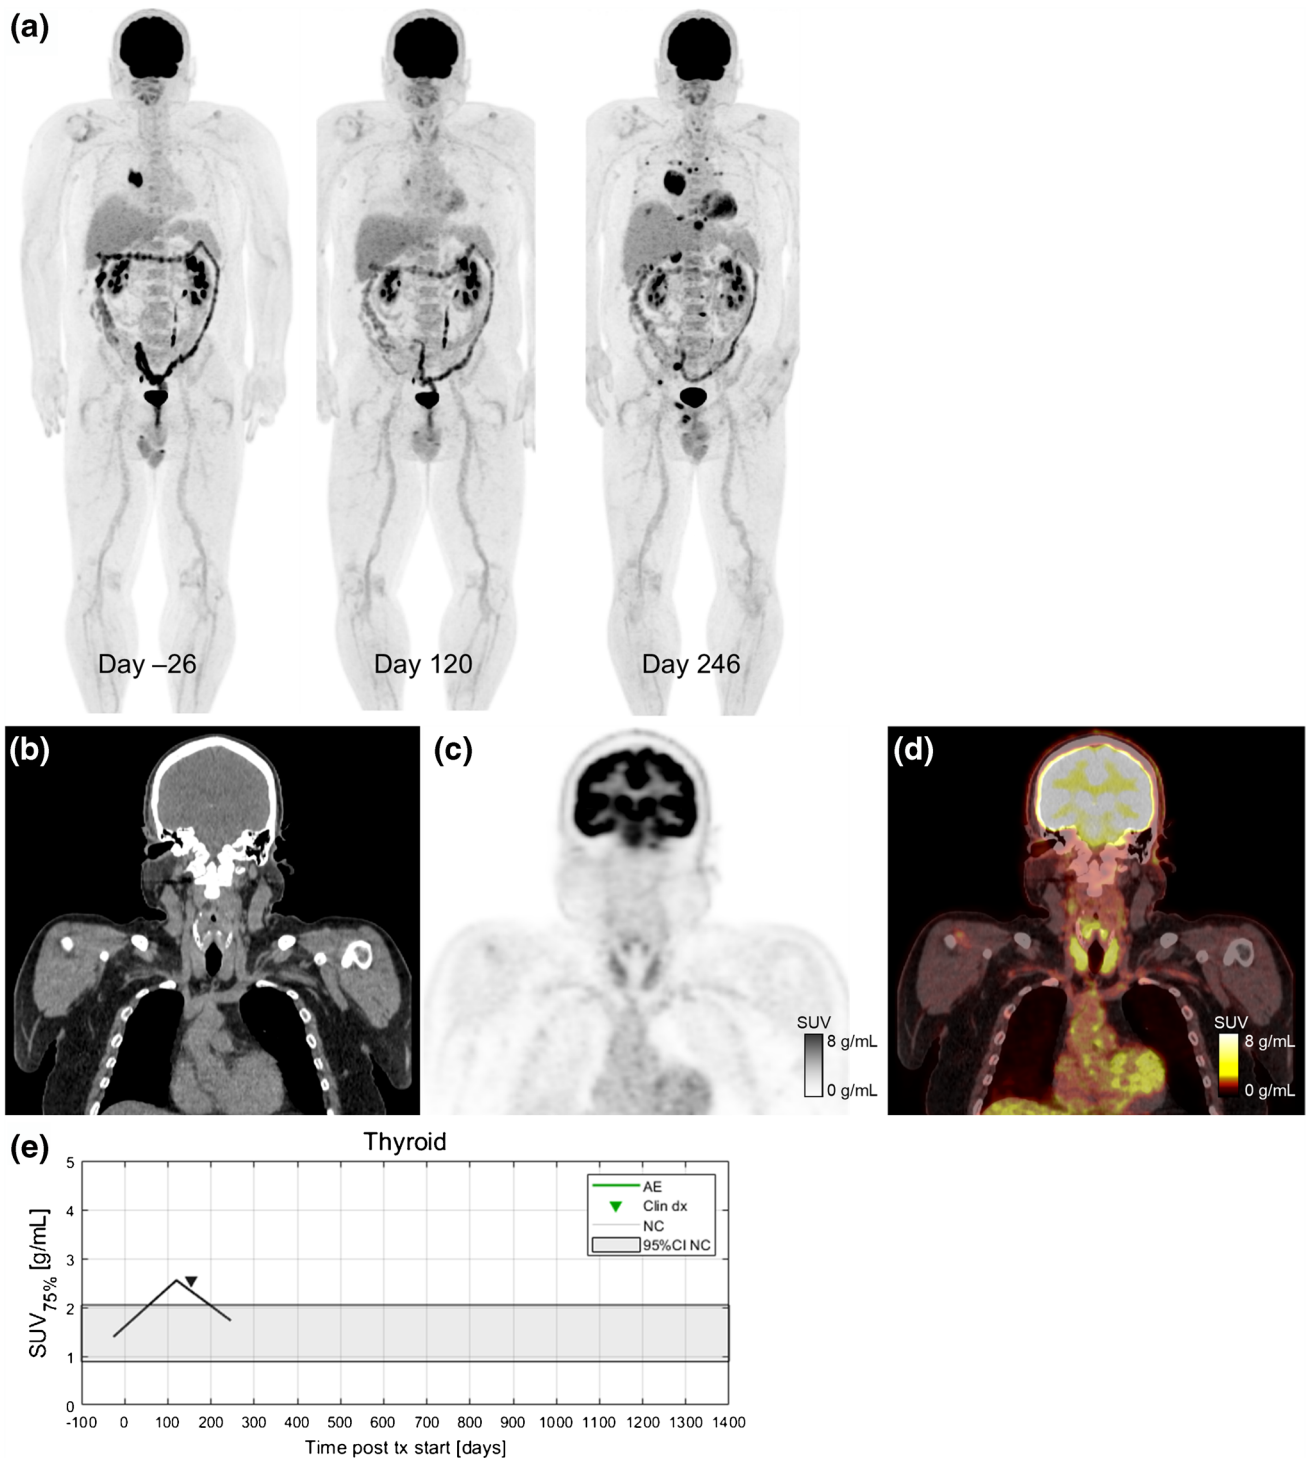 (a)
Day –26
Day 120
Day 246
(b)
(c)
(d)
SUV
8 g/mL
0 g/mL
SUV
8 g/mL
0 g/mL
(e)
Thyroid
SUV75% [g/mL]
5
4
3
2
1
0
AE
Clin dx
NC
95%CI NC
-100 0 100 200 300 400 500 600 700 800 900 1000 1100 1200 1300 1400
Time post tx start [days]